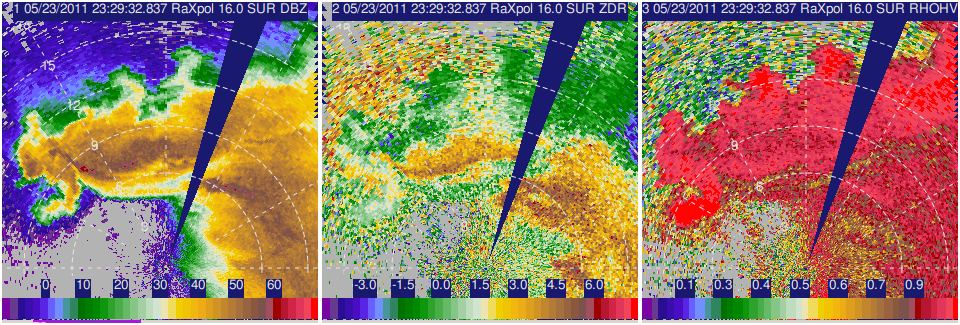 1 05/23/2011 23:29:32.837 RaXpol 16.0 SUR DBZ
2 05/23/2011 23:29:32.837 RaXpol 16.0 SUR ZDR
3 05/23/2011 23:29:32.837 RaXpol 16.0 SUR RHOHV
15
12
9
9
6
0. 10 20 40 50 60
-3.0 -1.5 0.0 1.5 3.0 4.5 6.0
0.1 0.3 0.4 0.5 0.6 0.7 0.9